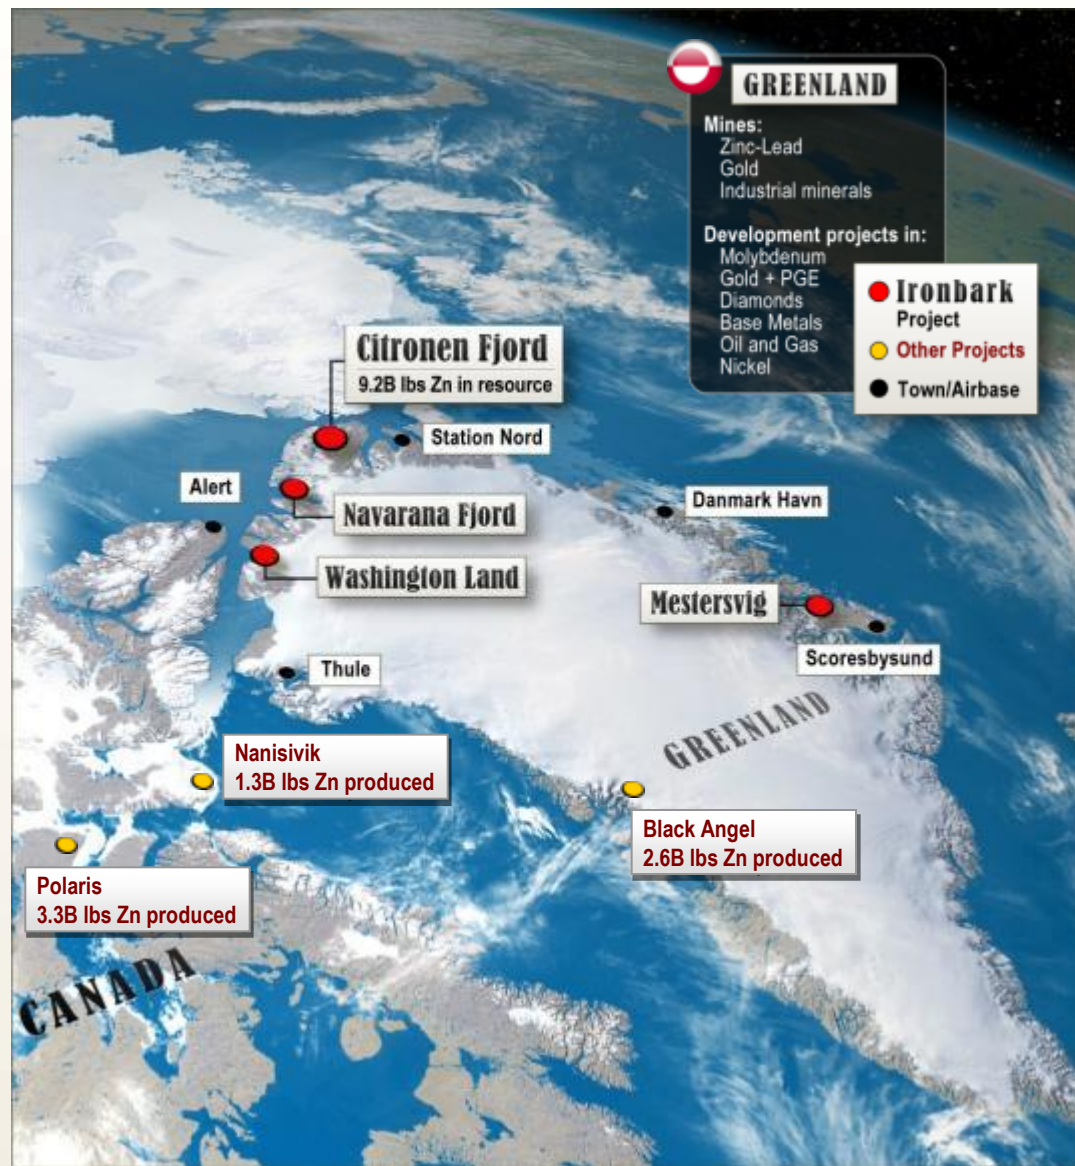 GREENLAND
Mines:
Zinc-Lead
Gold
Industrial minerals
Development projects in:
Molybdenum
Gold + PGE
Diamonds
Base Metals
Oil and Gas
Nickel
Ironbark
Project
Other Projects
Town/Airbase
Citronen Fjord
9.2B lbs Zn in resource
Station Nord
Alert
Navarana Fjord
Danmark Havn
Washington Land
Mestersvig
Scoresbysund
Thule
GREENLAND
Nanisivik
1.3B lbs Zn produced
Black Angel
2.6B lbs Zn produced
Polaris
3.3B lbs Zn produced
CANADA